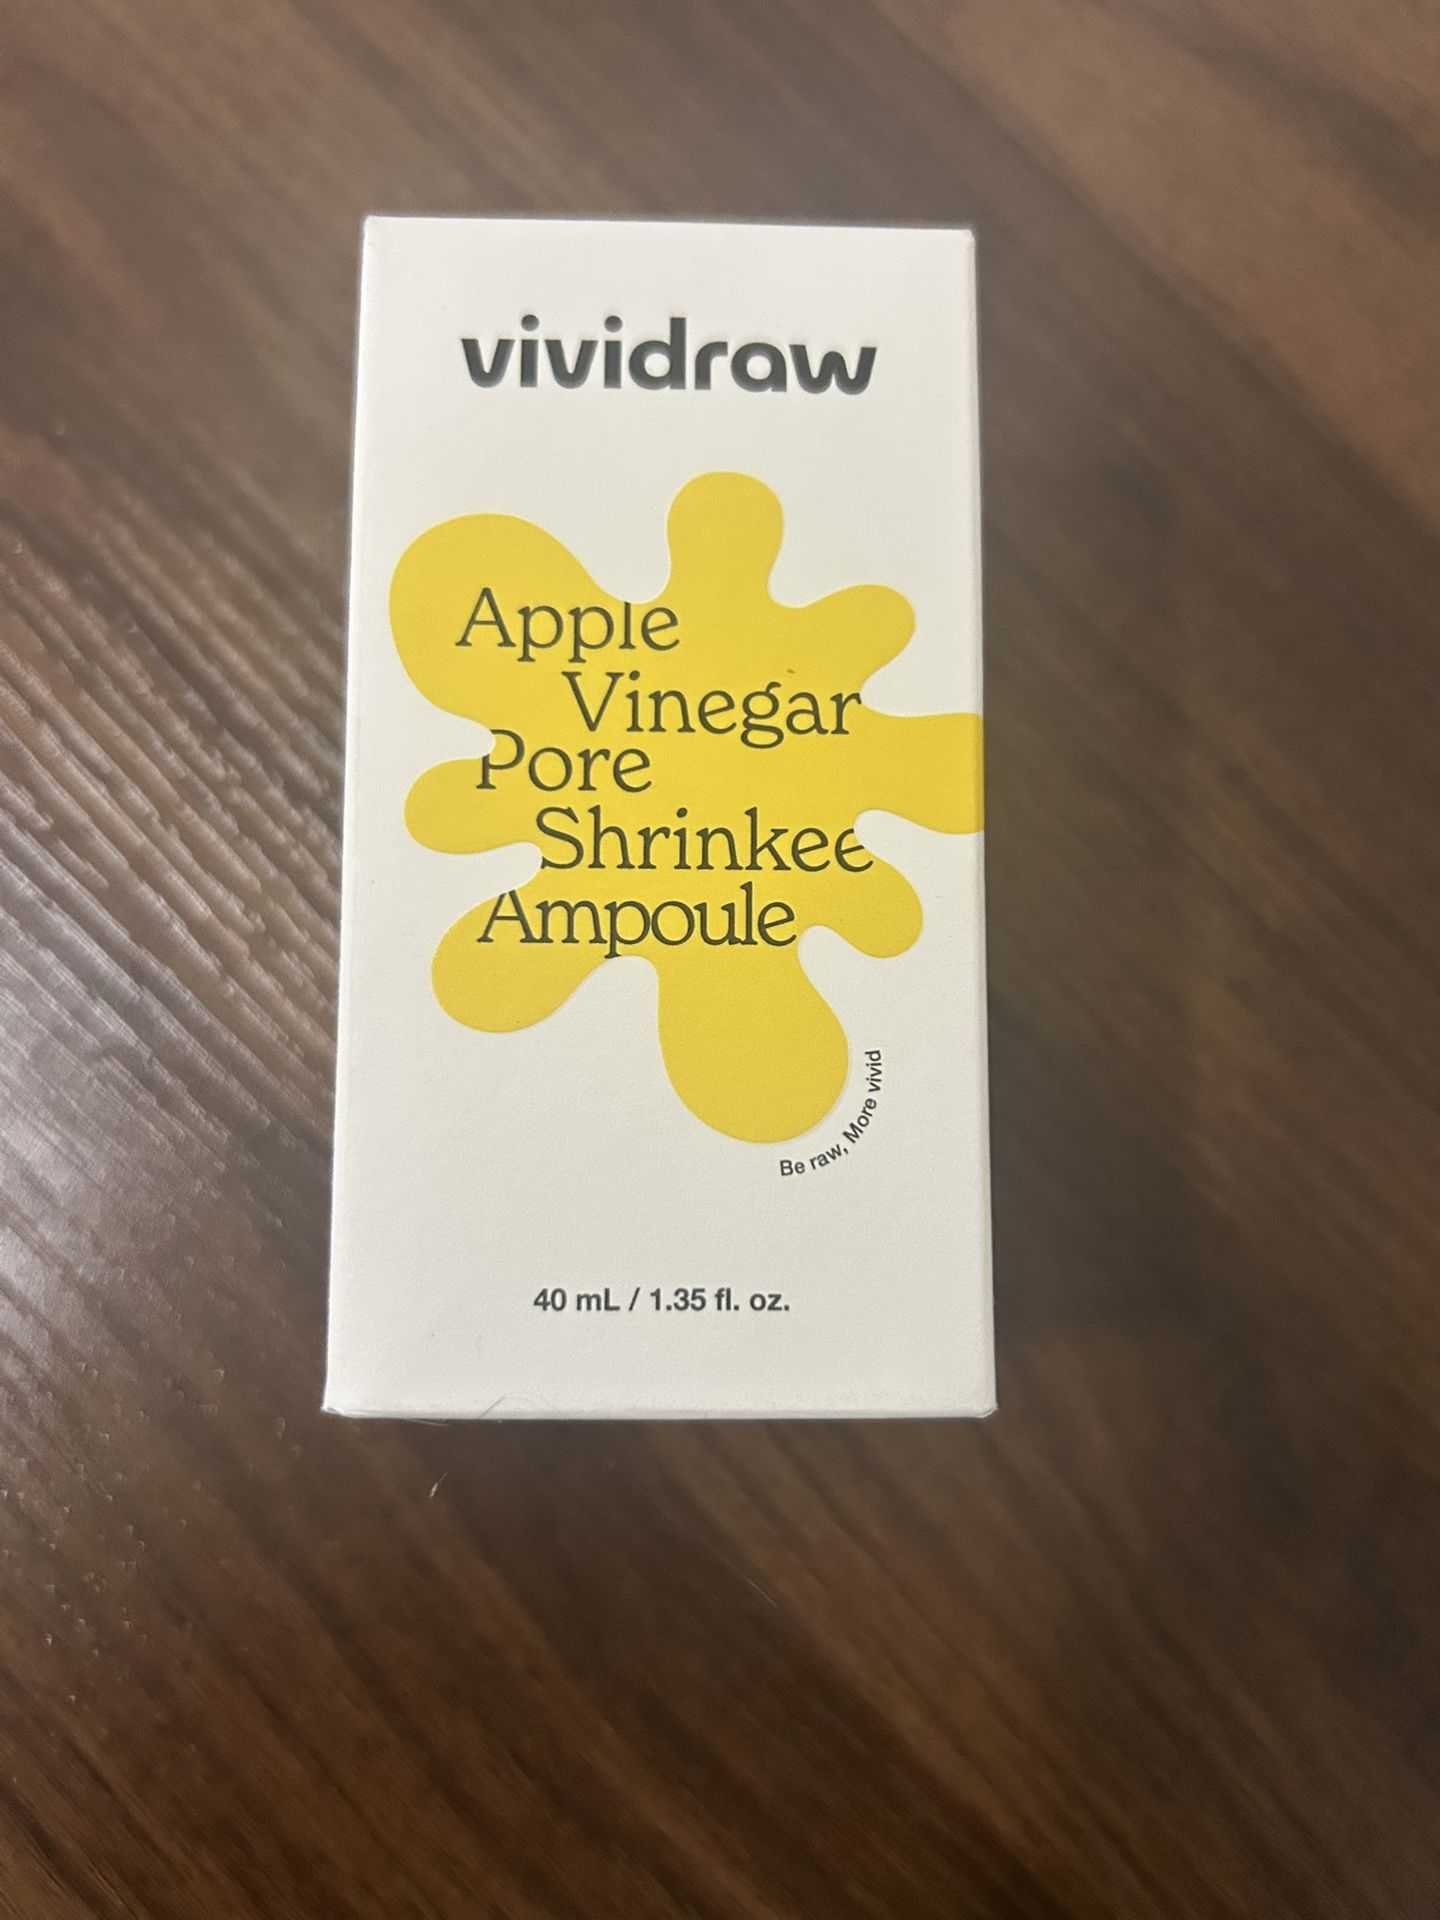 vividraw
Apple
Vinegar
Pore
Shrinkee
Ampoule
Be raw, More vivid
40 mL / 1.35 fl. oz.